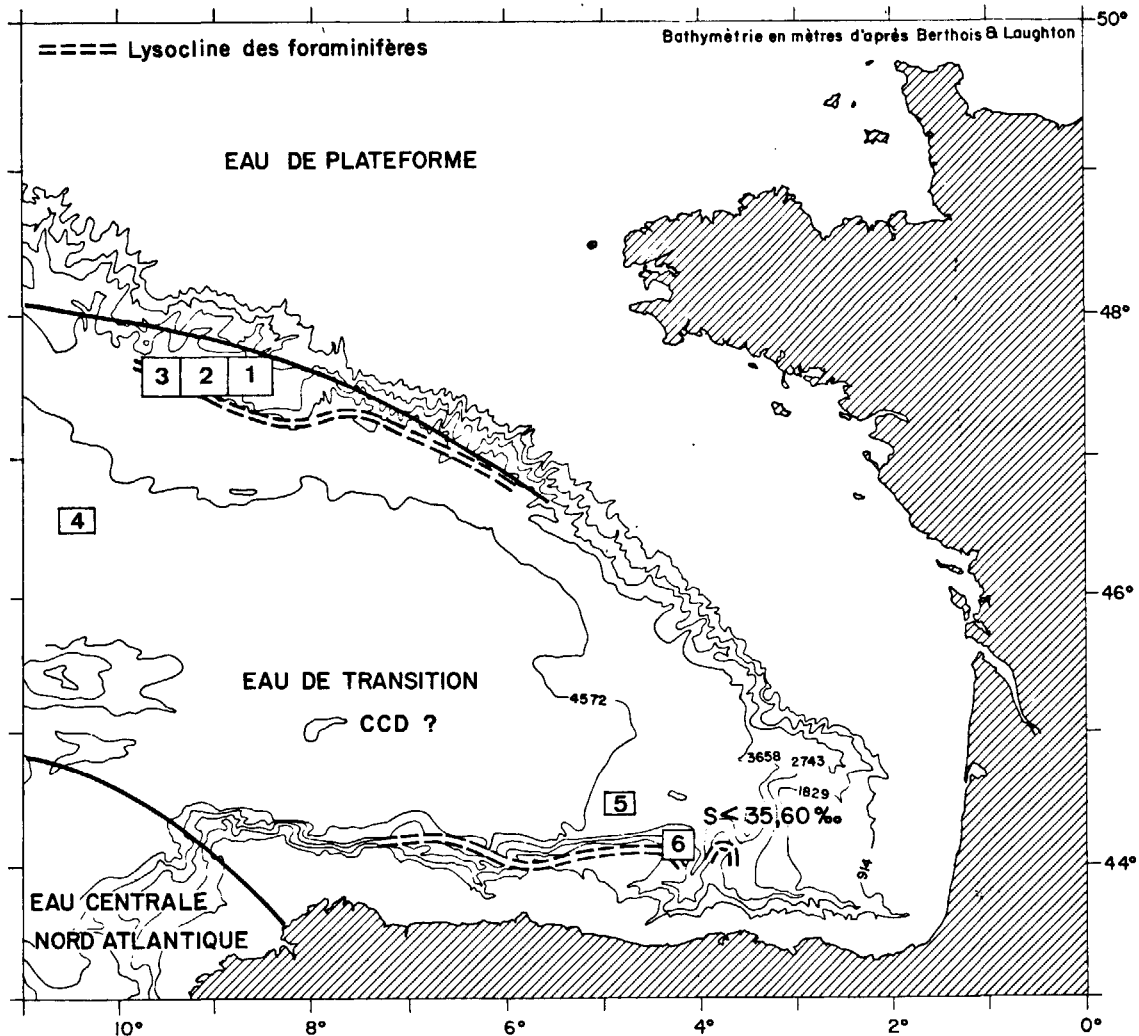 ==== Lysocline des foraminifères
Bathymètrie en mètres d'après Berthois & Laughton
50°
EAU DE PLATEFORME
48°
3 2 1
4
46°
EAU DE TRANSITION
4572
CCD ?
3658 2743
1829
5
S < 35,60 ‰
6
914
44°
EAU CENTRALE
NORD ATLANTIQUE
10° 8° 6° 4° 2° 0°